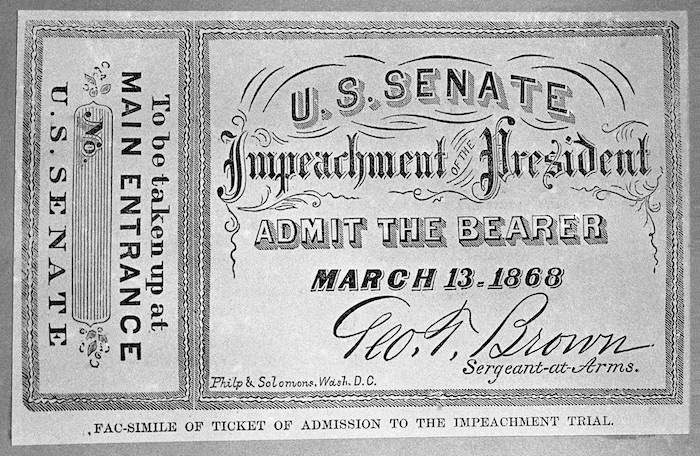 To be taken up at
MAIN ENTRANCE
No.
U.S. SENATE
U.S. SENATE
Impeachment OF THE President
ADMIT THE BEARER
MARCH 13-1868
Geo. T. Brown
Sergeant-at-Arms.
Philp & Solomons. Wash. D.C.
FAC-SIMILE OF TICKET OF ADMISSION TO THE IMPEACHMENT TRIAL.